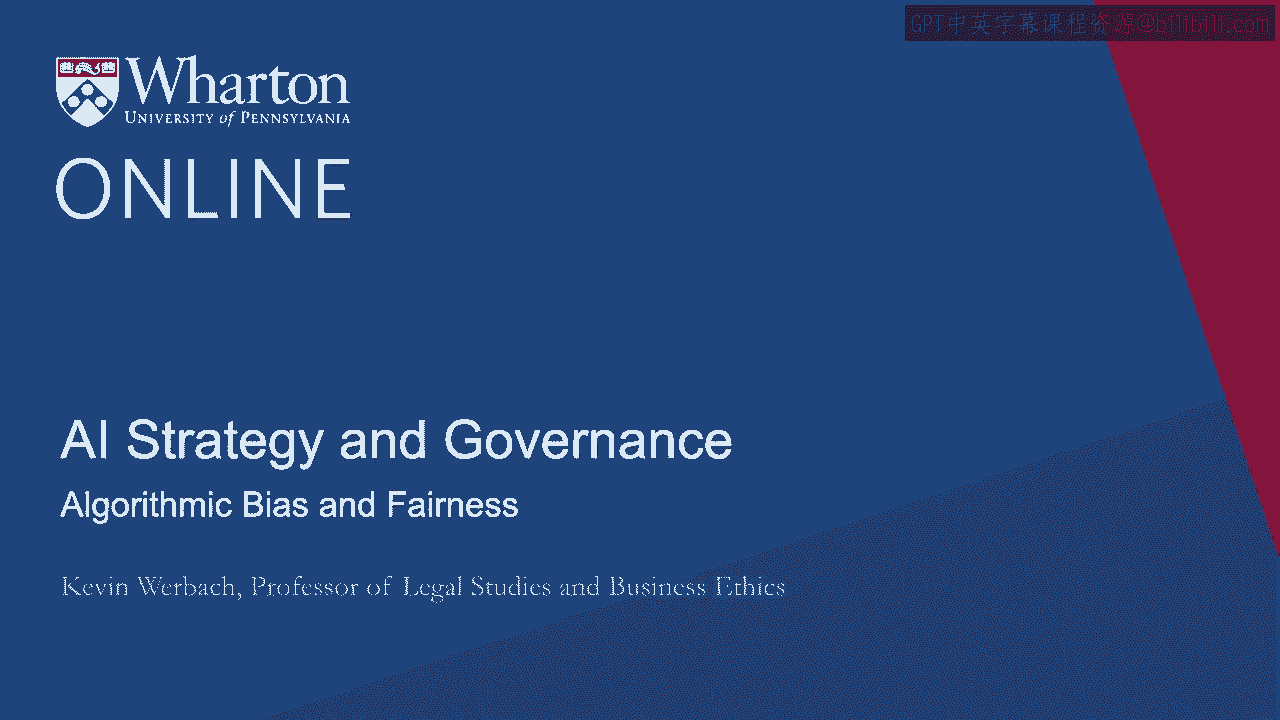 GPT中英字幕课程资源@bilibili.com
Wharton
UNIVERSITY of PENNSYLVANIA
ONLINE
AI Strategy and Governance
Algorithmic Bias and Fairness
Kevin Werbach, Professor of Legal Studies and Business Ethics